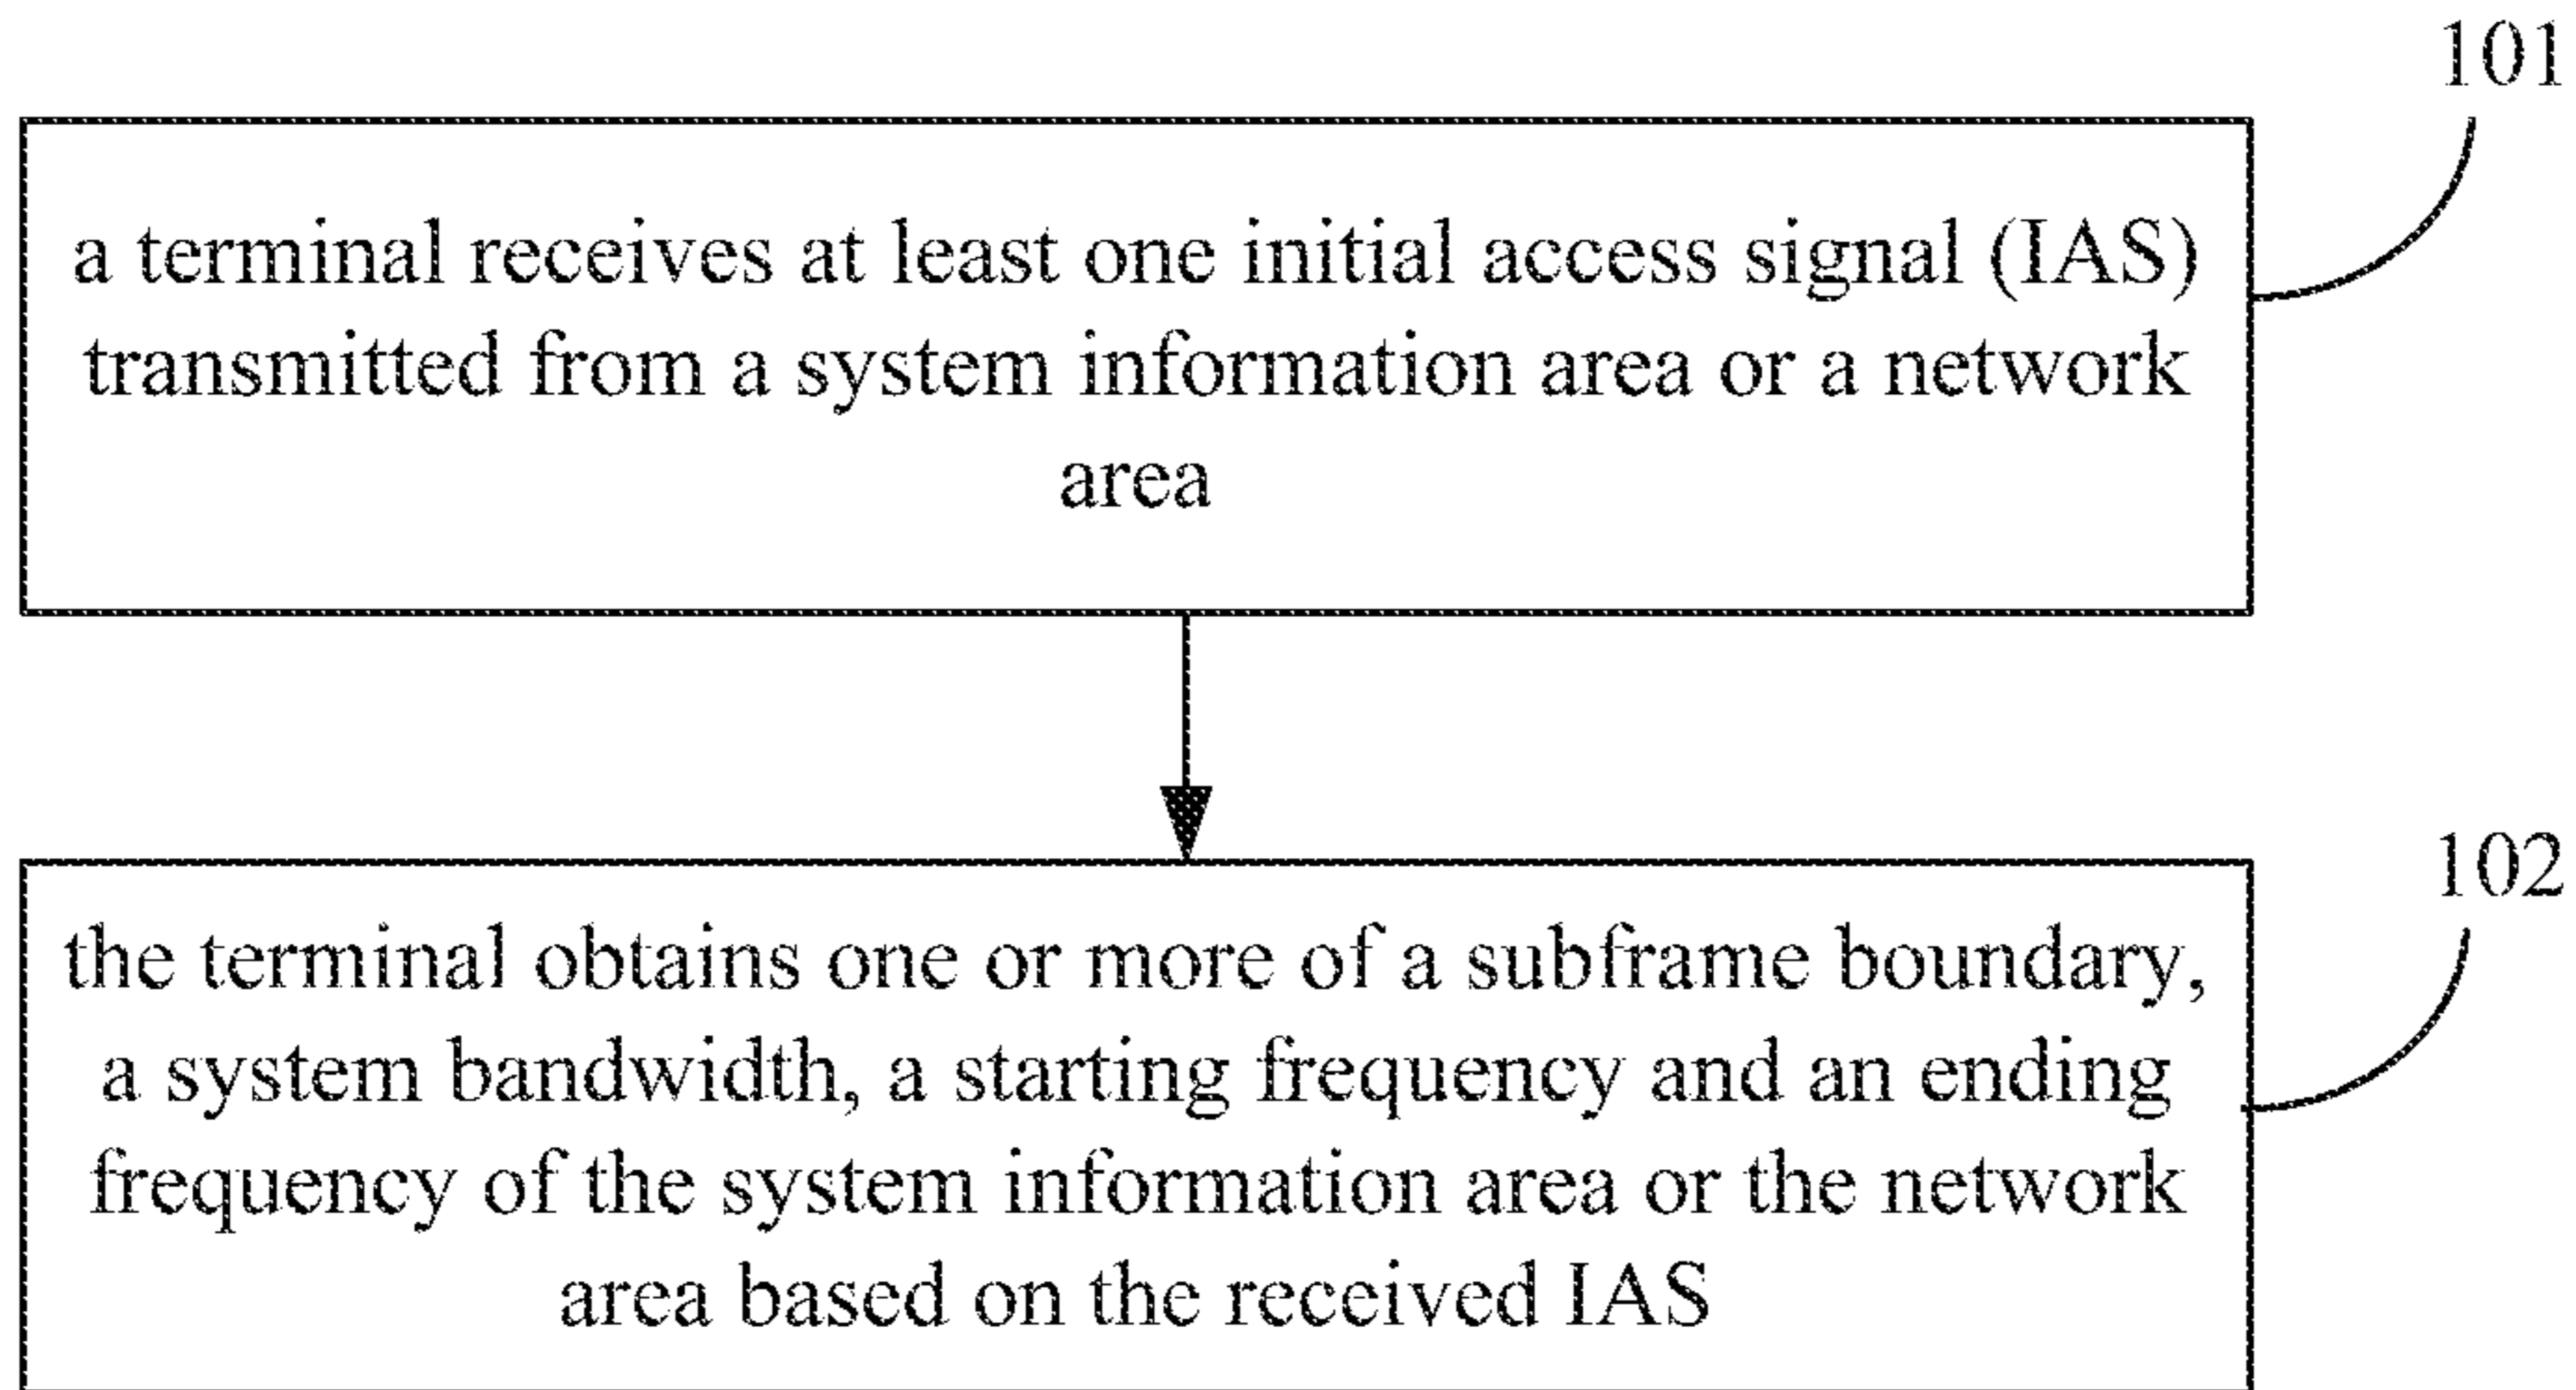 101
a terminal receives at least one initial access signal (IAS)
transmitted from a system information area or a network
area
102
the terminal obtains one or more of a subframe boundary,
a system bandwidth, a starting frequency and an ending
frequency of the system information area or the network
area based on the received IAS